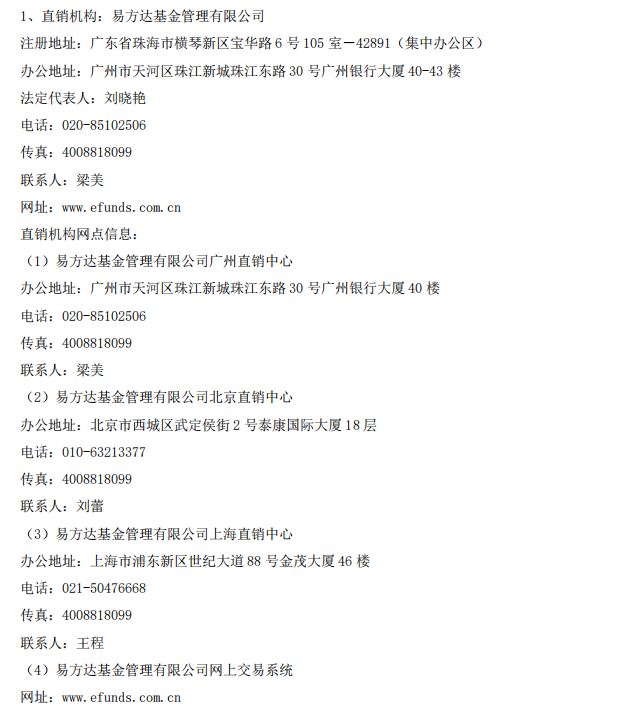 1、直销机构：易方达基金管理有限公司
注册地址：广东省珠海市横琴新区宝华路 6 号 105 室－42891（集中办公区）
办公地址：广州市天河区珠江新城珠江东路 30 号广州银行大厦 40-43 楼
法定代表人：刘晓艳
电话：020-85102506
传真：4008818099
联系人：梁美
网址：www.efunds.com.cn
直销机构网点信息：
（1）易方达基金管理有限公司广州直销中心
办公地址：广州市天河区珠江新城珠江东路 30 号广州银行大厦 40 楼
电话：020-85102506
传真：4008818099
联系人：梁美
（2）易方达基金管理有限公司北京直销中心
办公地址：北京市西城区武定侯街 2 号泰康国际大厦 18 层
电话：010-63213377
传真：4008818099
联系人：刘蕾
（3）易方达基金管理有限公司上海直销中心
办公地址：上海市浦东新区世纪大道 88 号金茂大厦 46 楼
电话：021-50476668
传真：4008818099
联系人：王程
（4）易方达基金管理有限公司网上交易系统
网址：www.efunds.com.cn